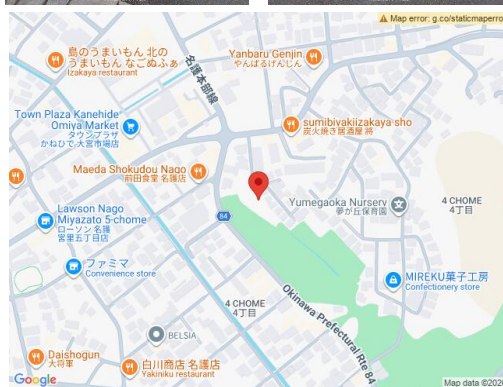 Map error: g.co/staticmaperro
島のうまいもん 北の
うまいもん なごぬふぁ
Izakaya restaurant
名護本部線
Yanbaru Genjin
やんばるげんじん
Town Plaza Kanehide
Omiya Market
タウンプラザ
かねひで 大宮市場店
sumibiyakiizakaya sho
炭火焼き居酒屋 將
Maeda Shokudou Nago
前田食堂 名護店
Yumegaoka Nursery
夢が丘保育園
4 CHOME
4丁目
Lawson Nago
Miyazato 5-chome
ローソン 名護
宮里五丁目店
84
ファミマ
Convenience store
MIREKU菓子工房
Confectionery store
4 CHOME
4丁目
Okinawa Prefectural Rte 84
BELSIA
Daishogun
大将軍
白川商店 名護店
Yakiniku restaurant
Google
Map data ©202